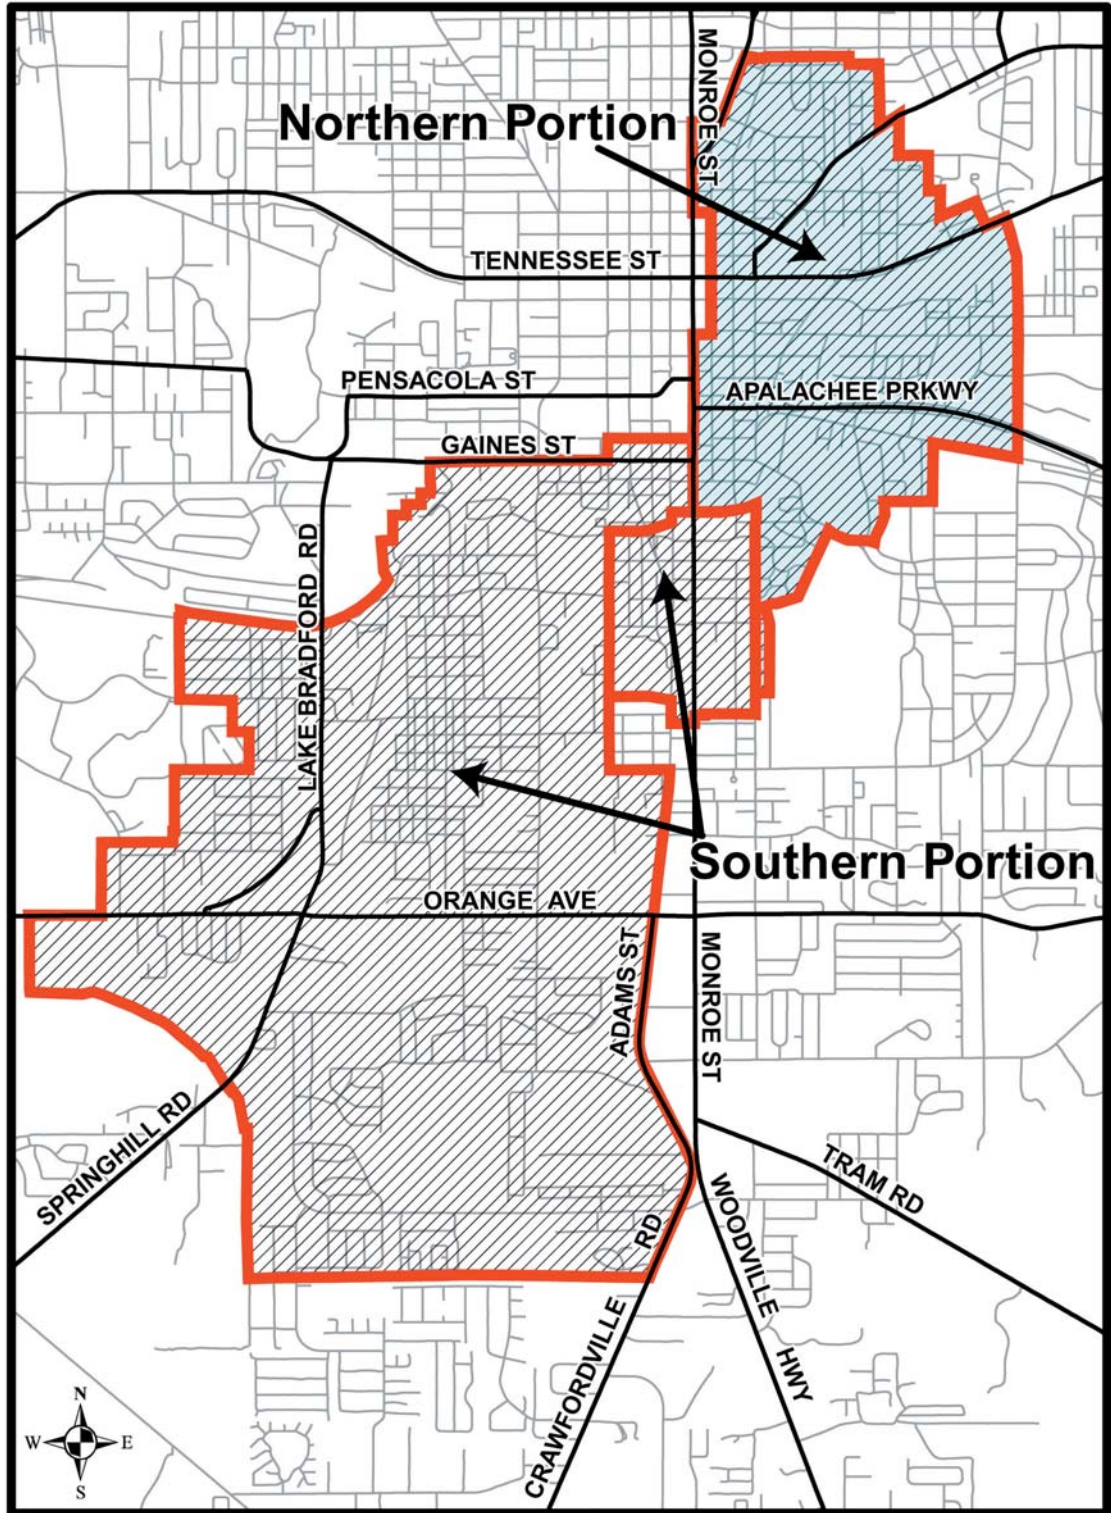 MONROE ST
Northern Portion
TENNESSEE ST
PENSACOLA ST
APALACHEE PRKWY
GAINES ST
LAKE BRADFORD RD
Southern Portion
ORANGE AVE
ADAMS ST
MONROE ST
SPRINGHILL RD
TRAM RD
WOODVILLE HWY
CRAWFORDVILLE RD
N
W E
S